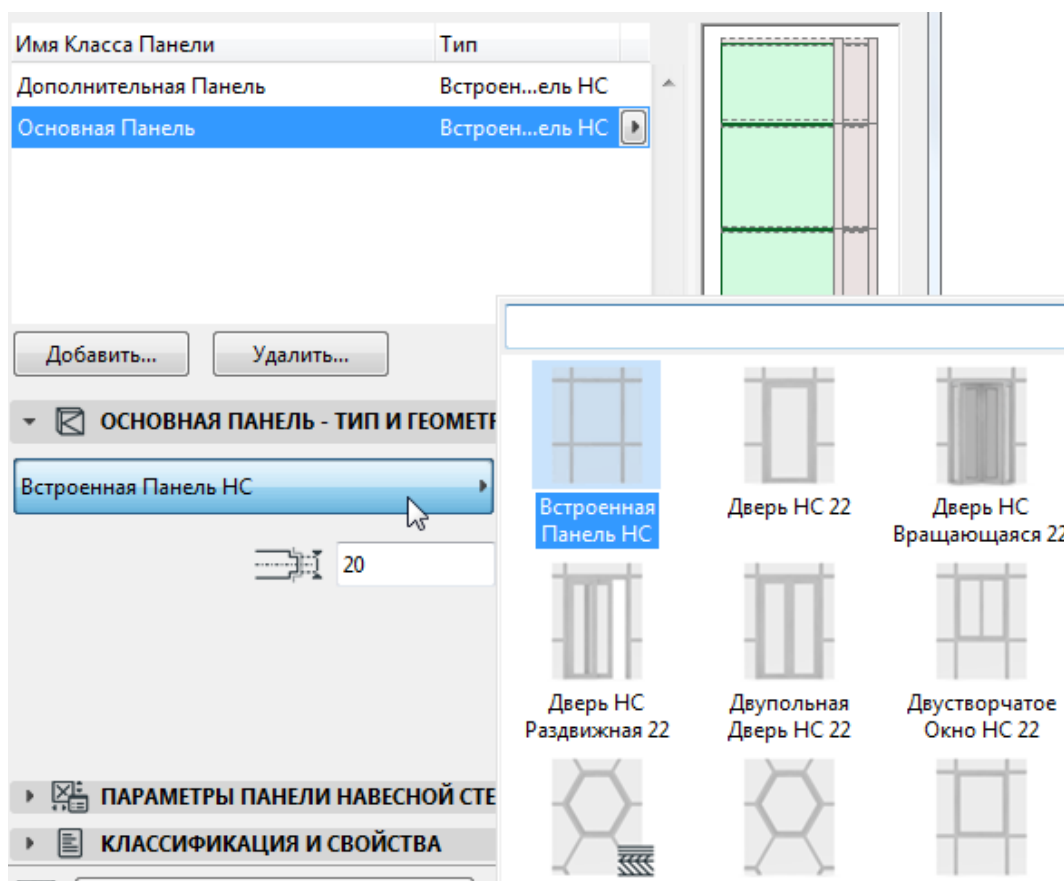 Имя Класса Панели Тип
Дополнительная Панель Встроен...ель НС
Основная Панель Встроен...ель НС
Добавить... Удалить...
ОСНОВНАЯ ПАНЕЛЬ - ТИП И ГЕОМЕТР
Встроенная Панель НС
20
ПАРАМЕТРЫ ПАНЕЛИ НАВЕСНОЙ СТЕ
КЛАССИФИКАЦИЯ И СВОЙСТВА
Встроенная
Панель НС
Дверь НС 22
Дверь НС
Вращающаяся 22
Дверь НС
Раздвижная 22
Двупольная
Дверь НС 22
Двустворчатое
Окно НС 22